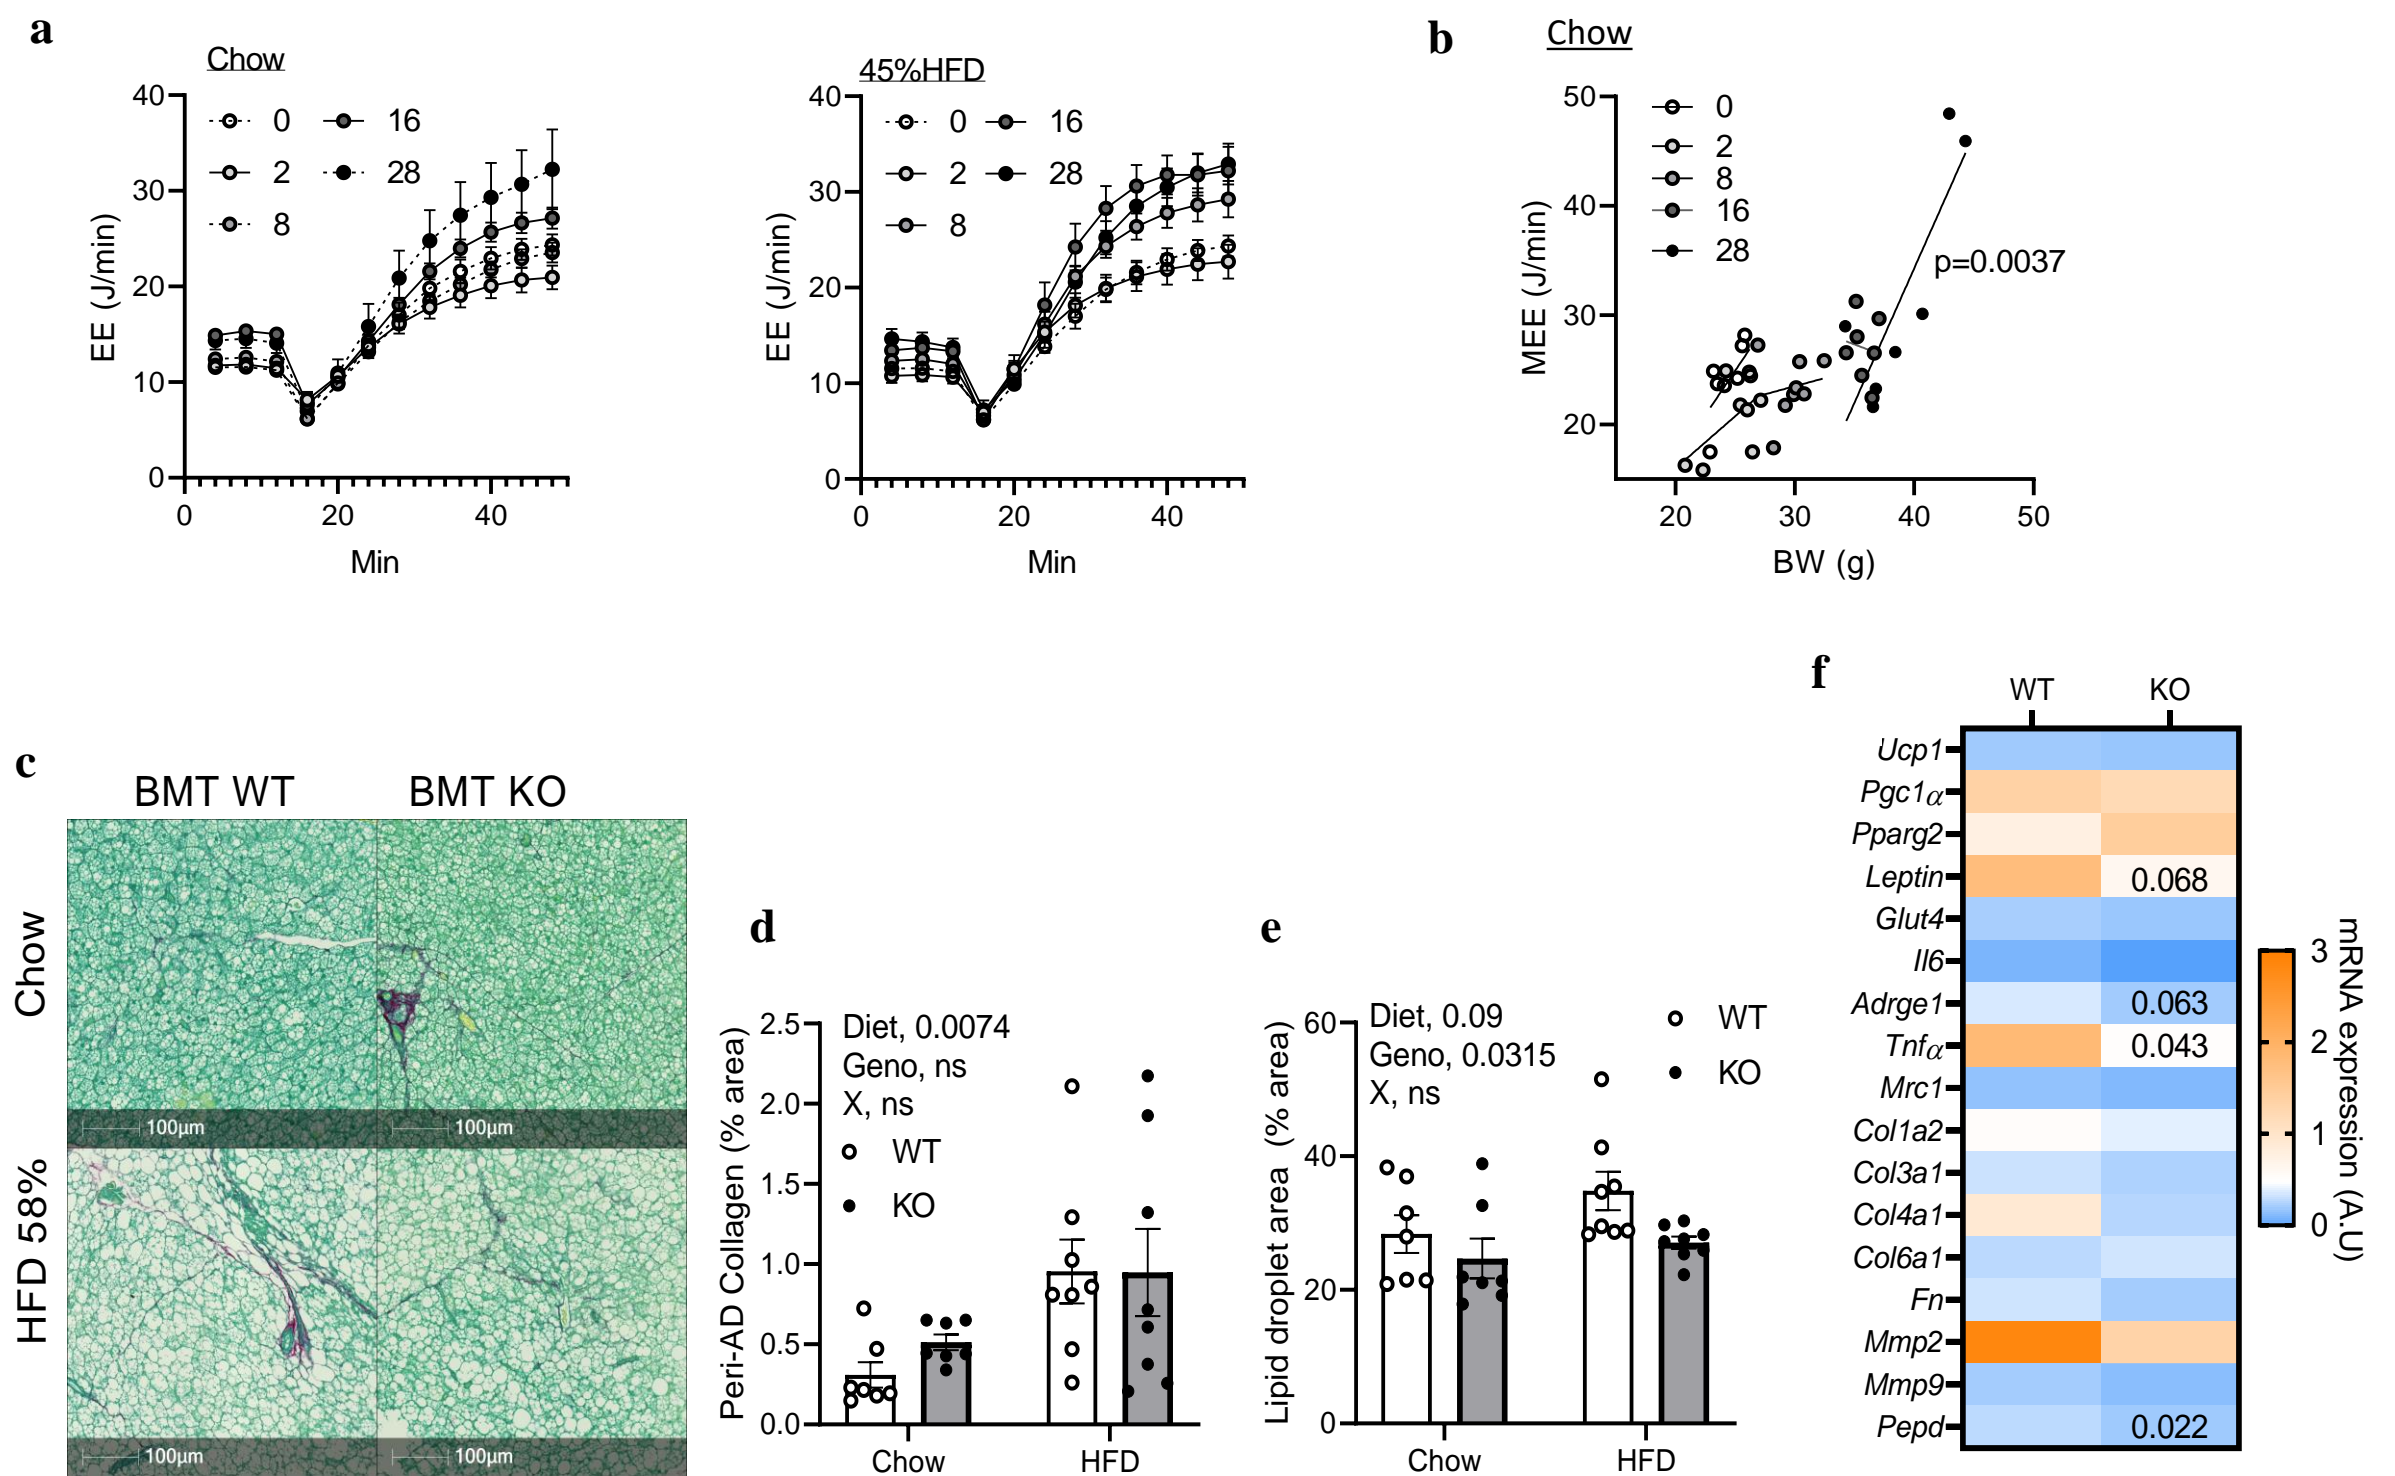 a
Chow
40
30
20
10
0
0
20
40
EE (J/min)
Min
0
2
8
16
28
45%HFD
40
30
20
10
0
0
20
40
EE (J/min)
Min
0
2
8
16
28
b
Chow
50
40
30
20
20
30
40
50
MEE (J/min)
BW (g)
0
2
8
16
28
p=0.0037
c
BMT WT
BMT KO
Chow
HFD 58%
100µm
100µm
100µm
100µm
d
Peri-AD Collagen (% area)
2.5
2.0
1.5
1.0
0.5
0.0
Diet, 0.0074
Geno, ns
X, ns
WT
KO
Chow
HFD
e
Lipid droplet area (% area)
60
40
20
0
Diet, 0.09
Geno, 0.0315
X, ns
WT
KO
Chow
HFD
f
WT
KO
Ucp1
Pgc1α
Pparg2
Leptin 0.068
Glut4
Il6
Adrge1 0.063
Tnfα 0.043
Mrc1
Col1a2
Col3a1
Col4a1
Col6a1
Fn
Mmp2
Mmp9
Pepd 0.022
3
2
1
0
mRNA expression (A.U)